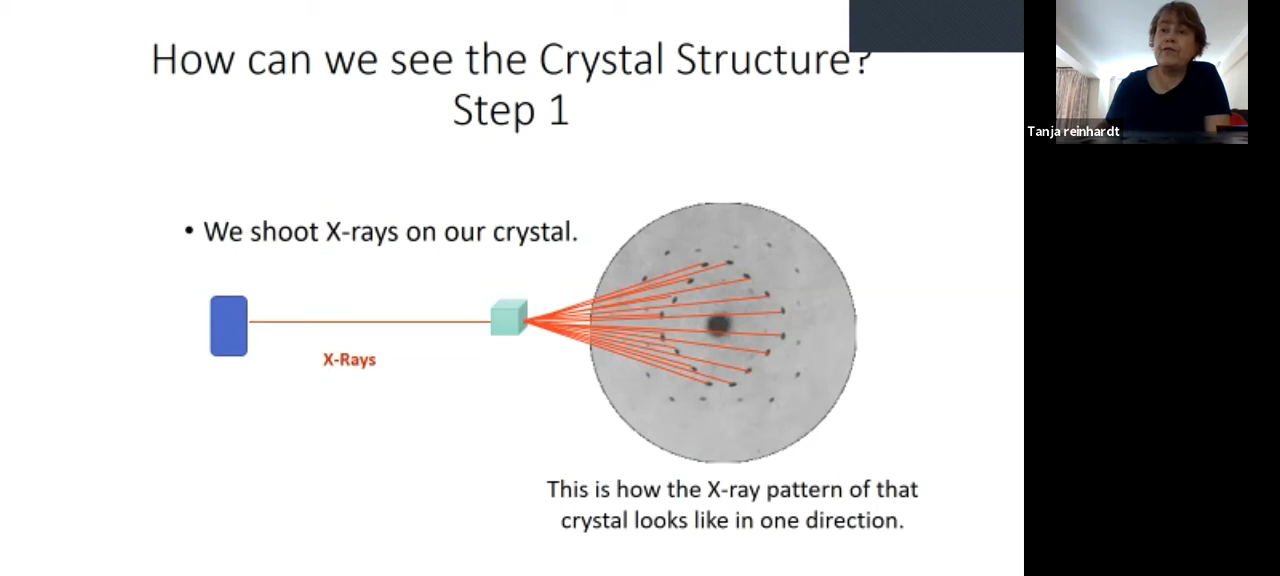 How can we see the Crystal Structure?
Step 1
• We shoot X-rays on our crystal.
X-Rays
This is how the X-ray pattern of that
crystal looks like in one direction.
Tanja reinhardt